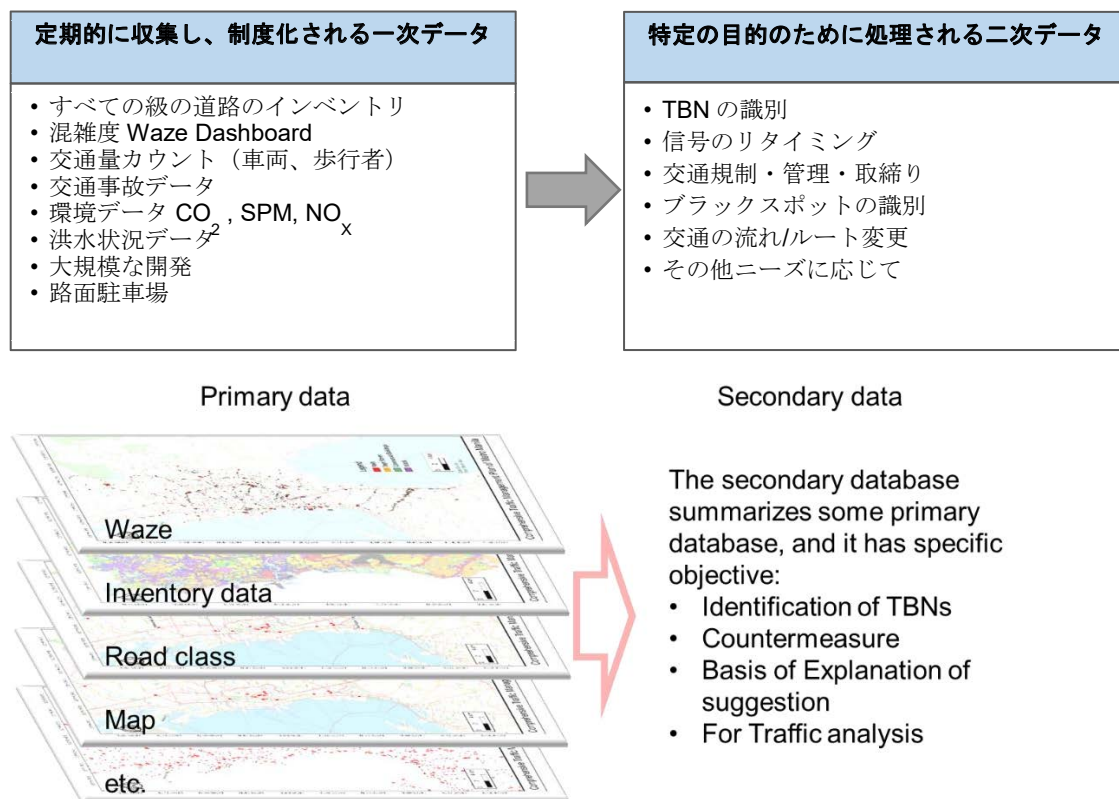 定期的に収集し、制度化される一次データ
• すべての級の道路のインベントリ
• 混雑度 Waze Dashboard
• 交通量カウント（車両、歩行者）
• 交通事故データ
• 環境データ CO2 , SPM, NOX
• 洪水状況データ
• 大規模な開発
• 路面駐車場
特定の目的のために処理される二次データ
• TBN の識別
• 信号のリタイミング
• 交通規制・管理・取締り
• ブラックスポットの識別
• 交通の流れ/ルート変更
• その他ニーズに応じて
Primary data
Waze
Inventory data
Road class
Map
etc.
Secondary data
The secondary database
summarizes some primary
database, and it has specific
objective:
• Identification of TBNs
• Countermeasure
• Basis of Explanation of
suggestion
• For Traffic analysis